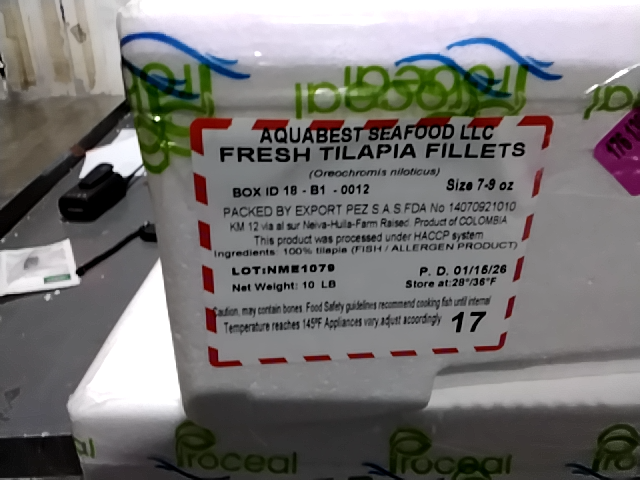 Proceal
Proceal
AQUABEST SEAFOOD LLC
FRESH TILAPIA FILLETS
(Oreochromis niloticus)
BOX ID 18 - B1 - 0012 Size 7-9 oz
PACKED BY EXPORT PEZ S.A.S.FDA No 14070921010
KM 12 via al sur Neiva-Huila-Farm Raised. Product of COLOMBIA
This product was processed under HACCP system
Ingredients: 100% tilapia (FISH / ALLERGEN PRODUCT)
LOT:NME1079 P. D. 01/15/26
Net Weight: 10 LB Store at:28°/36°F
Caution, may contain bones. Food Safety guidelines recommend cooking fish until internal
Temperature reaches 145ºF Appliances vary, adjust acoordingly 17
Proceal
Proceal